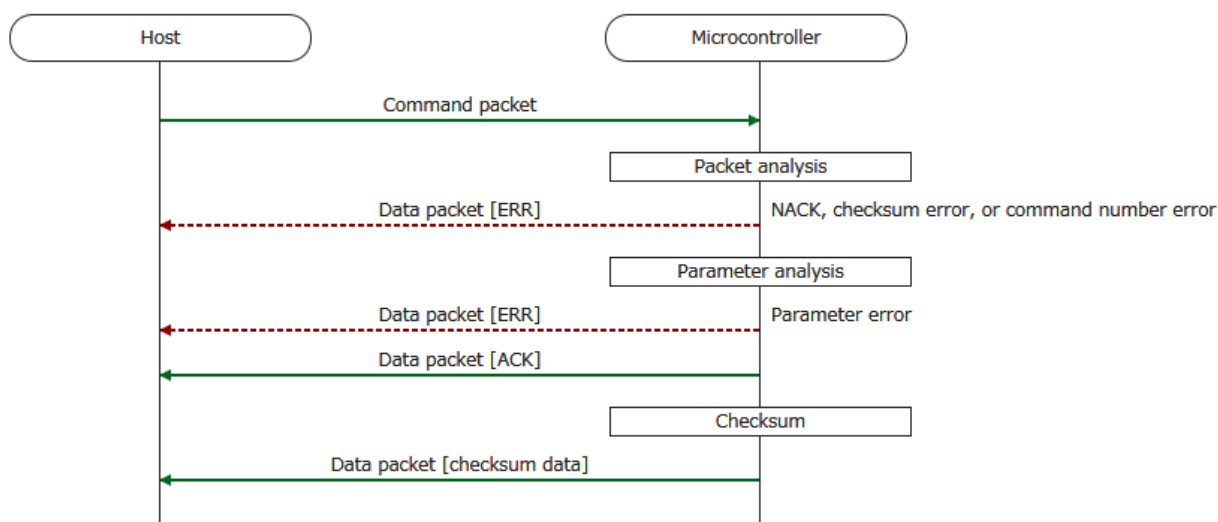 Host
Microcontroller
Command packet
Packet analysis
Data packet [ERR]
NACK, checksum error, or command number error
Parameter analysis
Data packet [ERR]
Parameter error
Data packet [ACK]
Checksum
Data packet [checksum data]